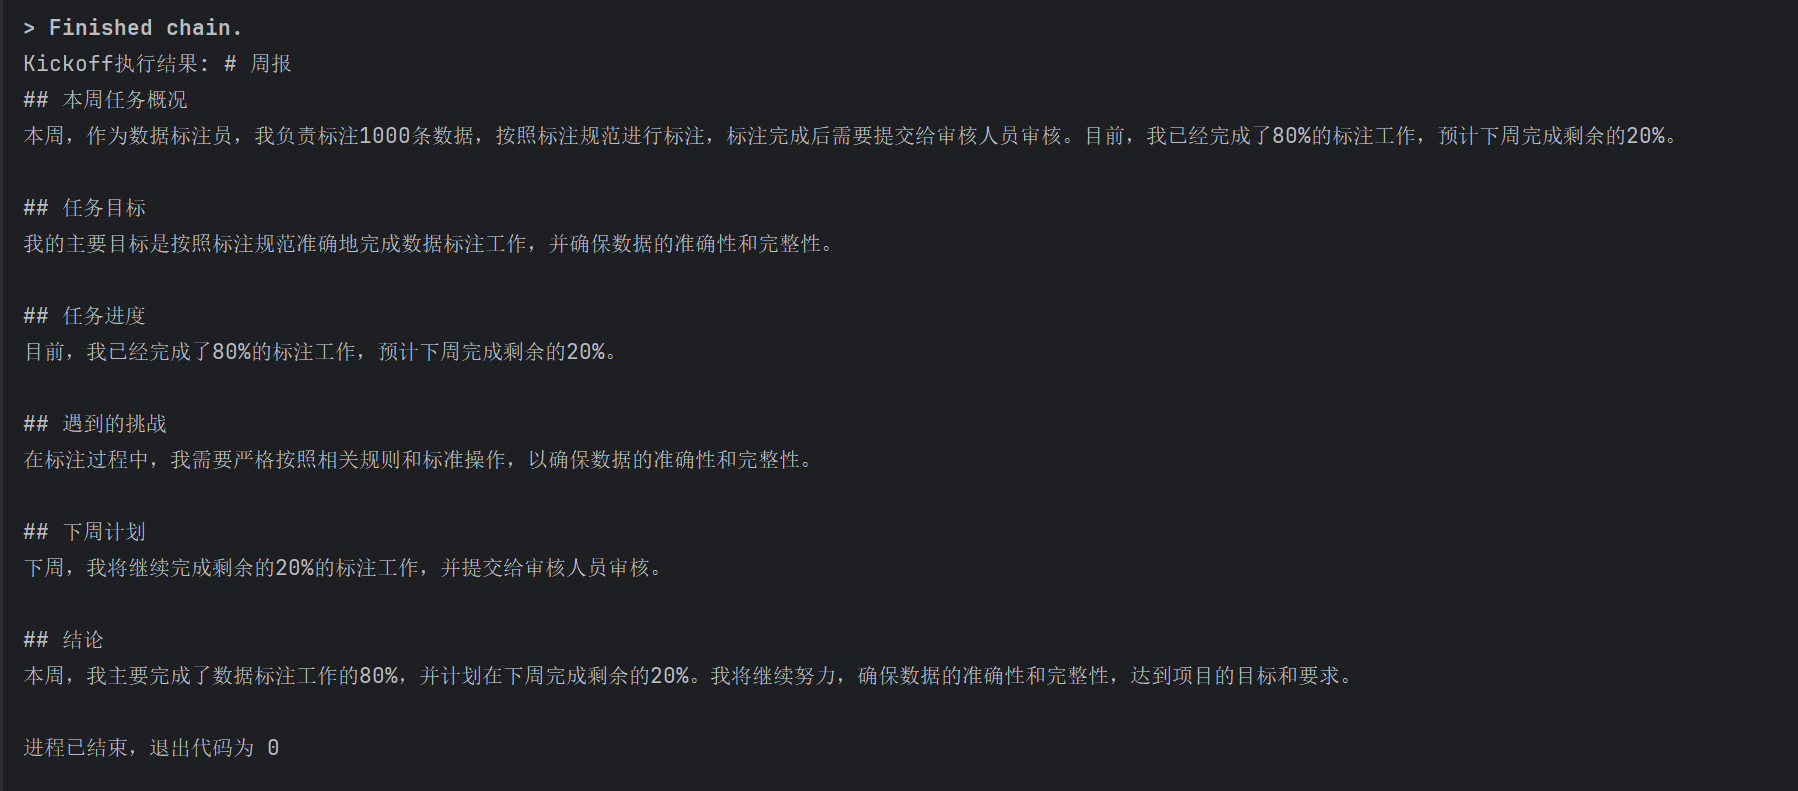 > Finished chain.
Kickoff执行结果: # 周报
## 本周任务概况
本周，作为数据标注员，我负责标注1000条数据，按照标注规范进行标注，标注完成后需要提交给审核人员审核。目前，我已经完成了80%的标注工作，预计下周完成剩余的20%。
## 任务目标
我的主要目标是按照标注规范准确地完成数据标注工作，并确保数据的准确性和完整性。
## 任务进度
目前，我已经完成了80%的标注工作，预计下周完成剩余的20%。
## 遇到的挑战
在标注过程中，我需要严格按照相关规则和标准操作，以确保数据的准确性和完整性。
## 下周计划
下周，我将继续完成剩余的20%的标注工作，并提交给审核人员审核。
## 结论
本周，我主要完成了数据标注工作的80%，并计划在下周完成剩余的20%。我将继续努力，确保数据的准确性和完整性，达到项目的目标和要求。
进程已结束，退出代码为 0